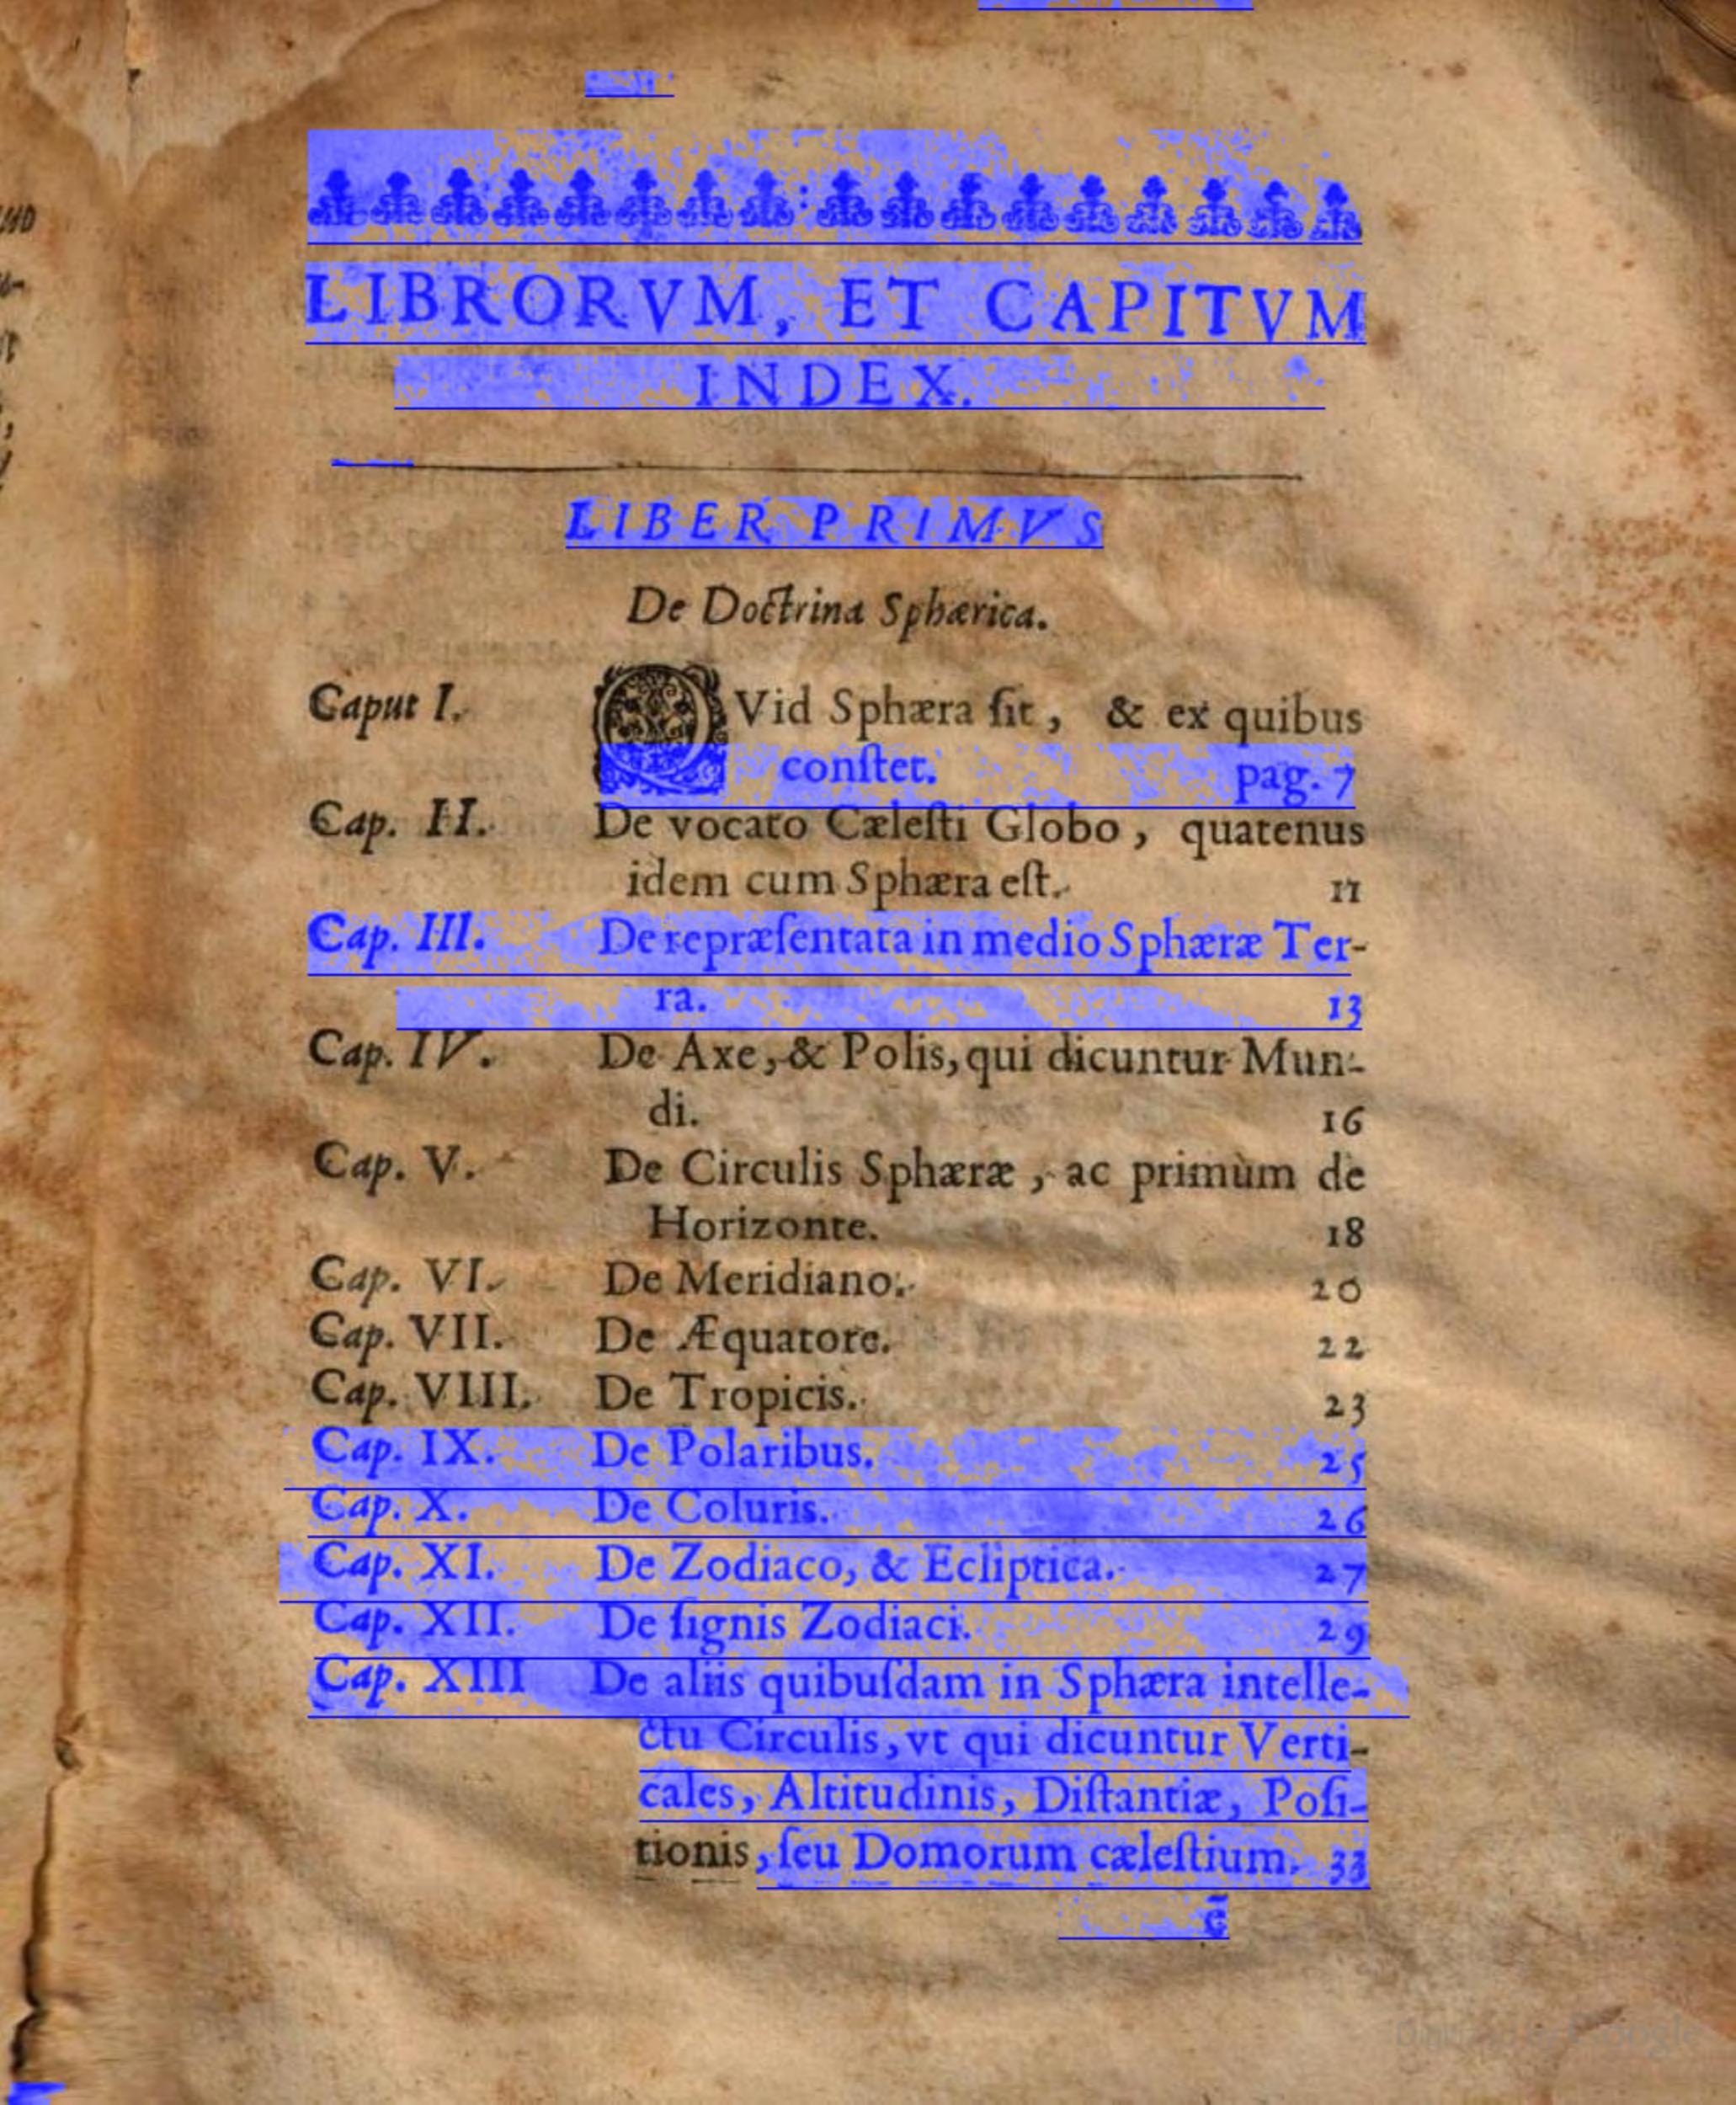 LIBRORVM, ET CAPITVM
INDEX.
LIBER PRIMVS
De Doctrina Sphærica.
Caput I. QVid Sphæra ſit, & ex quibus
conſtet. pag. 7
Cap. II. De vocato Cæleſti Globo, quatenus
idem cum Sphæra eſt. 11
Cap. III. De repræſentata in medio Sphæræ Ter-
ra. 13
Cap. IV. De Axe, & Polis, qui dicuntur Mun-
di. 16
Cap. V. De Circulis Sphæræ, ac primùm de
Horizonte. 18
Cap. VI. De Meridiano. 20
Cap. VII. De Æquatore. 22
Cap. VIII. De Tropicis. 23
Cap. IX. De Polaribus. 25
Cap. X. De Coluris. 26
Cap. XI. De Zodiaco, & Ecliptica. 27
Cap. XII. De ſignis Zodiaci. 29
Cap. XIII De aliis quibuſdam in Sphæra intelle-
ctu Circulis, vt qui dicuntur Verti-
cales, Altitudinis, Diſtantiæ, Poſi-
tionis, ſeu Domorum cæleſtium. 33